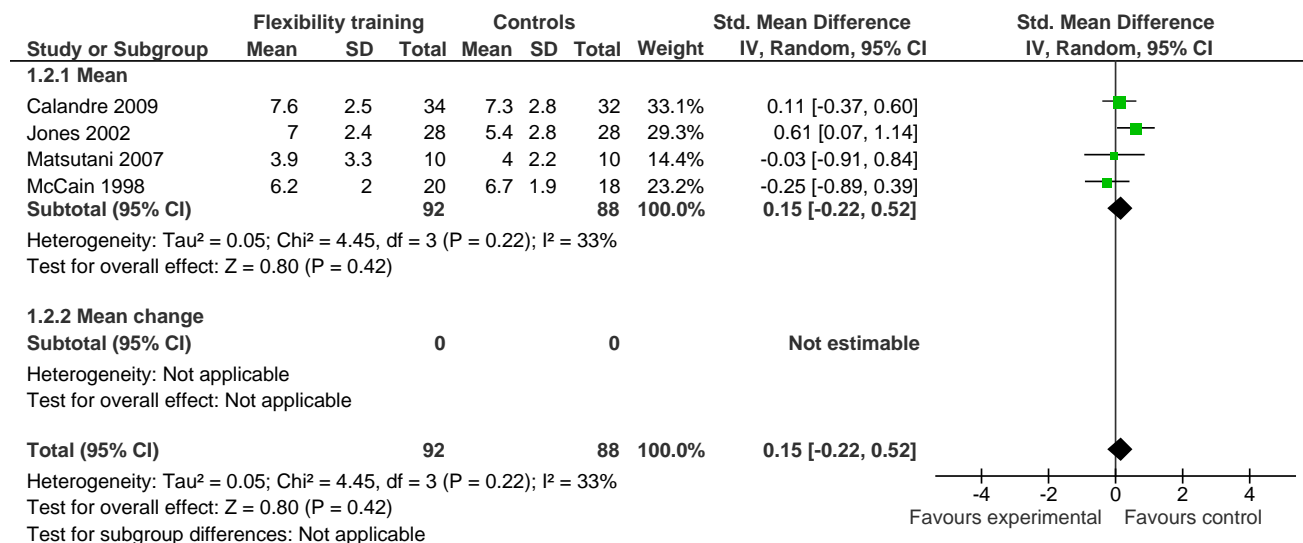 Flexibility training Controls Std. Mean Difference Std. Mean Difference
Study or Subgroup Mean SD Total Mean SD Total Weight IV, Random, 95% CI IV, Random, 95% CI
1.2.1 Mean
Calandre 2009 7.6 2.5 34 7.3 2.8 32 33.1% 0.11 [-0.37, 0.60]
Jones 2002 7 2.4 28 5.4 2.8 28 29.3% 0.61 [0.07, 1.14]
Matsutani 2007 3.9 3.3 10 4 2.2 10 14.4% -0.03 [-0.91, 0.84]
McCain 1998 6.2 2 20 6.7 1.9 18 23.2% -0.25 [-0.89, 0.39]
Subtotal (95% CI) 92 88 100.0% 0.15 [-0.22, 0.52]
Heterogeneity: Tau² = 0.05; Chi² = 4.45, df = 3 (P = 0.22); I² = 33%
Test for overall effect: Z = 0.80 (P = 0.42)
1.2.2 Mean change
Subtotal (95% CI) 0 0 Not estimable
Heterogeneity: Not applicable
Test for overall effect: Not applicable
Total (95% CI) 92 88 100.0% 0.15 [-0.22, 0.52]
Heterogeneity: Tau² = 0.05; Chi² = 4.45, df = 3 (P = 0.22); I² = 33%
Test for overall effect: Z = 0.80 (P = 0.42)
Test for subgroup differences: Not applicable
-4 -2 0 2 4
Favours experimental Favours control